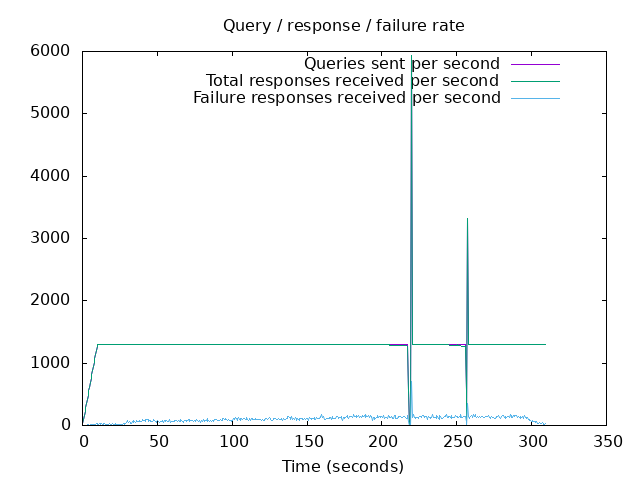 Query / response / failure rate
6000
5000
4000
3000
2000
1000
0
Queries sent per second
Total responses received per second
Failure responses received per second
0 50 100 150 200 250 300 350
Time (seconds)